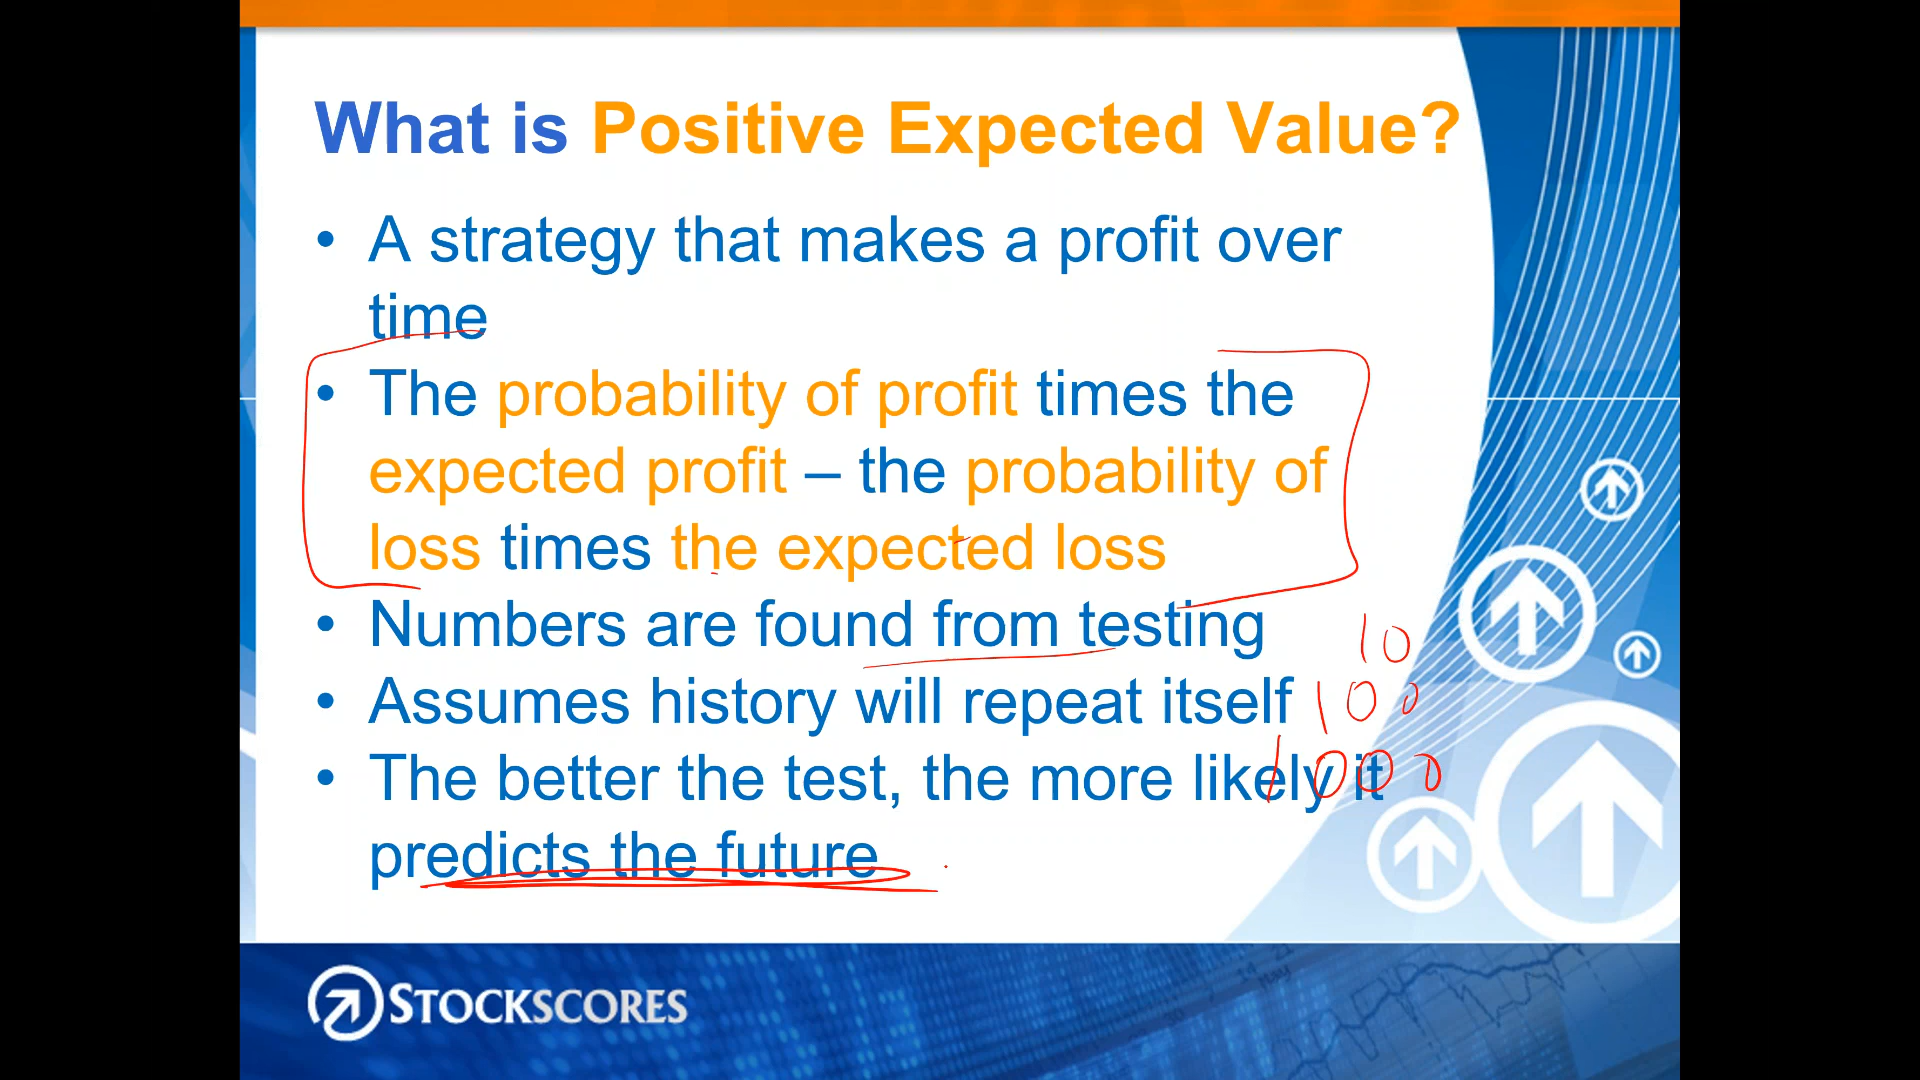 What is Positive Expected Value?
• A strategy that makes a profit over
time
• The probability of profit times the
expected profit – the probability of
loss times the expected loss
• Numbers are found from testing
10
• Assumes history will repeat itself
100
• The better the test, the more likely it
1000
predicts the future
STOCKSCORES